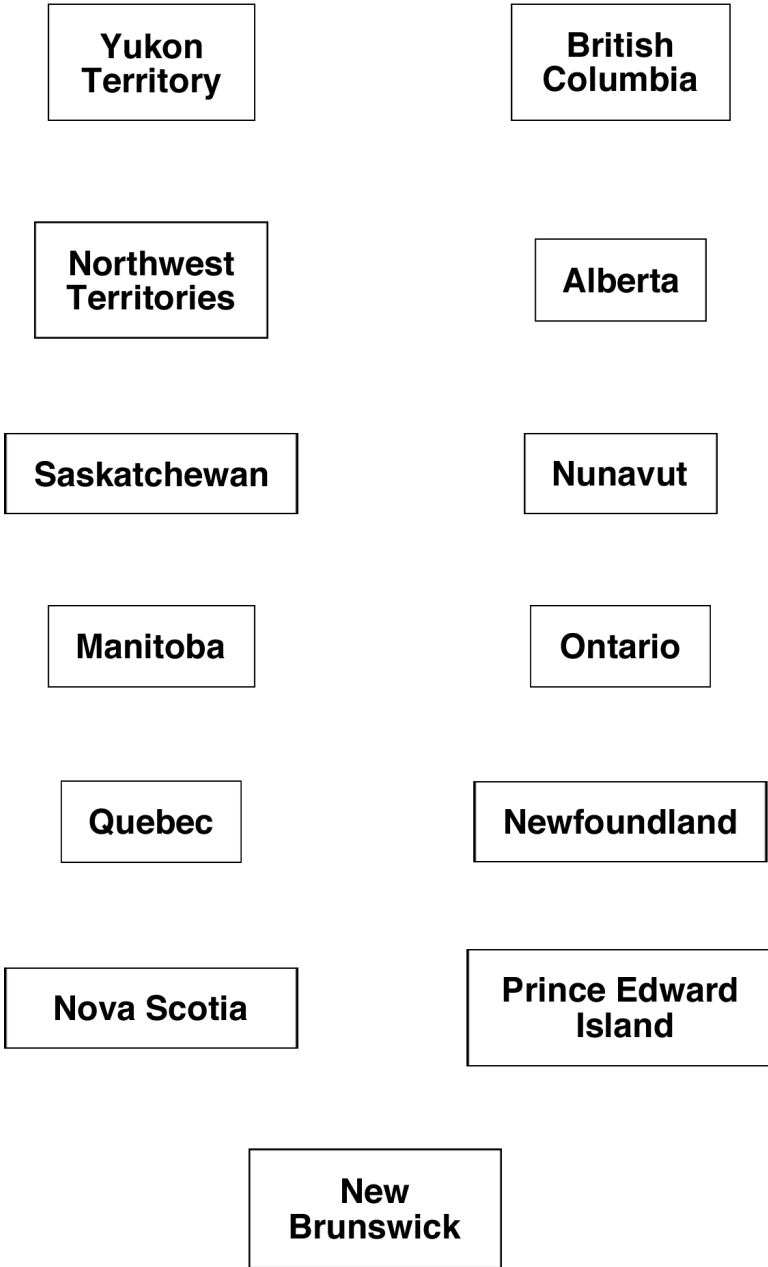 Yukon
Territory
British
Columbia
Northwest
Territories
Alberta
Saskatchewan
Nunavut
Manitoba
Ontario
Quebec
Newfoundland
Nova Scotia
Prince Edward
Island
New
Brunswick